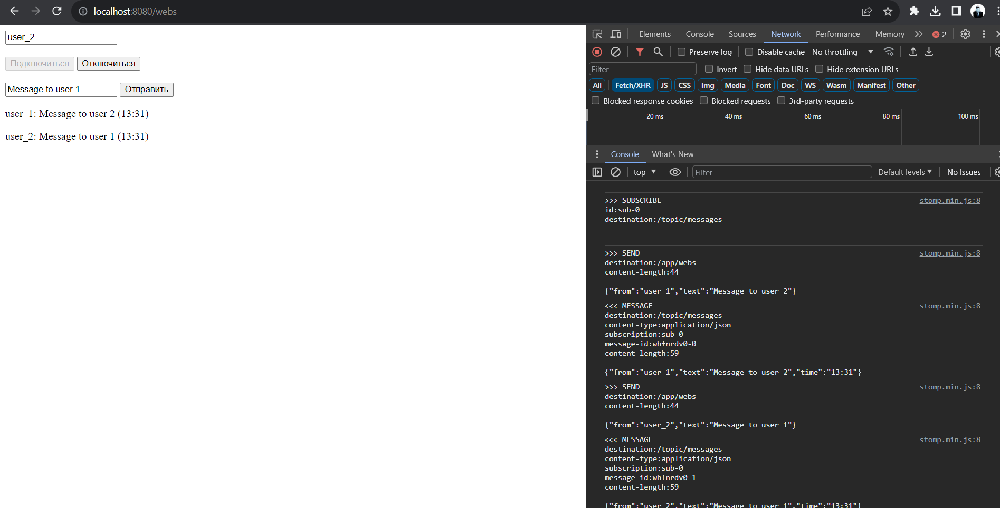 localhost:8080/webs
user_2
Подключиться Отключиться
Message to user 1 Отправить
user_1: Message to user 2 (13:31)
user_2: Message to user 1 (13:31)
Elements Console Sources Network Performance Memory 2
Preserve log Disable cache No throttling
Filter Invert Hide data URLs Hide extension URLs
All Fetch/XHR JS CSS Img Media Font Doc WS Wasm Manifest Other
Blocked response cookies Blocked requests 3rd-party requests
20 ms 40 ms 60 ms 80 ms 100 ms
Console What's New
top Filter Default levels No Issues
>>> SUBSCRIBE stomp.min.js:8
id:sub-0
destination:/topic/messages
>>> SEND stomp.min.js:8
destination:/app/webs
content-length:44
{"from":"user_1","text":"Message to user 2"}
<<< MESSAGE stomp.min.js:8
destination:/topic/messages
content-type:application/json
subscription:sub-0
message-id:whfnrdv0-0
content-length:59
{"from":"user_1","text":"Message to user 2","time":"13:31"}
>>> SEND stomp.min.js:8
destination:/app/webs
content-length:44
{"from":"user_2","text":"Message to user 1"}
<<< MESSAGE stomp.min.js:8
destination:/topic/messages
content-type:application/json
subscription:sub-0
message-id:whfnrdv0-1
content-length:59
{"from":"user_2","text":"Message to user 1","time":"13:31"}